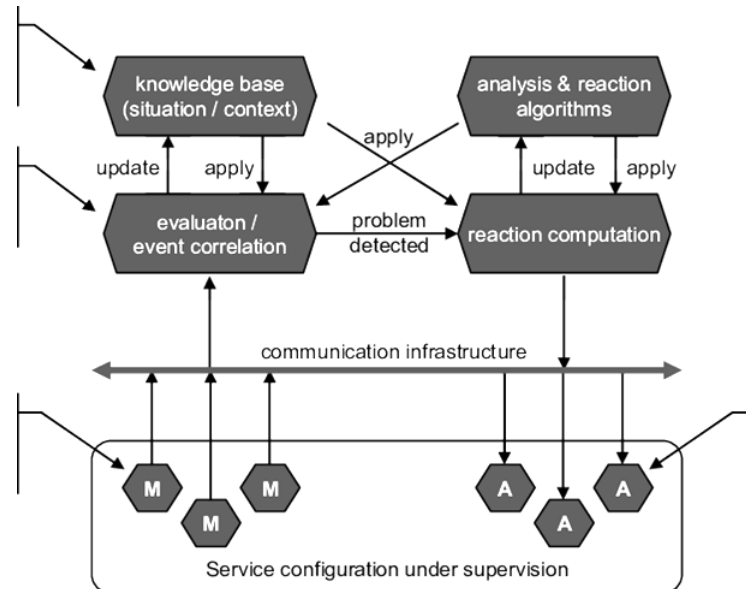 knowledge base
(situation / context)
analysis & reaction
algorithms
apply
update
apply
update
apply
evaluaton /
event correlation
problem
detected
reaction computation
communication infrastructure
M
M
M
A
A
A
Service configuration under supervision